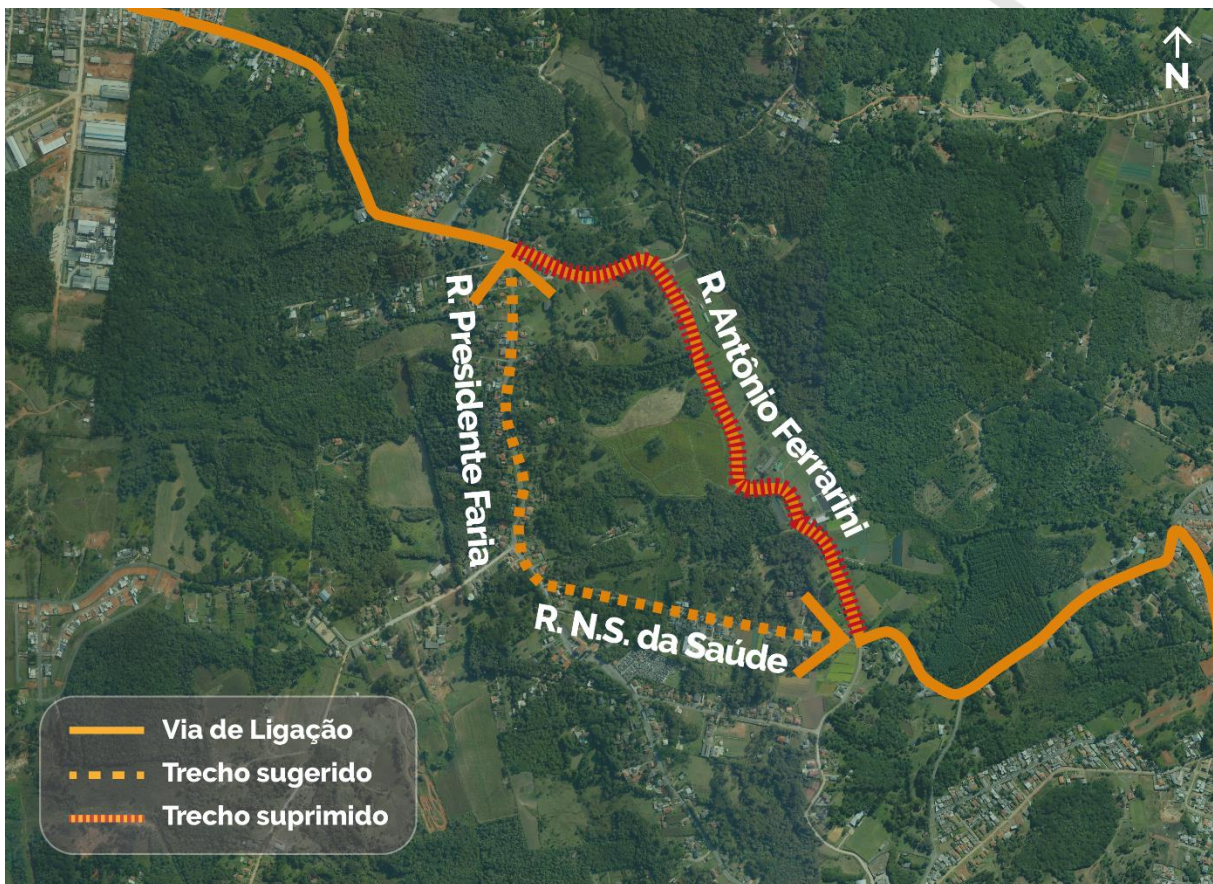 N
R. Presidente Faria
R. Antônio Ferrarini
R. N.S. da Saúde
Via de Ligação
Trecho sugerido
Trecho suprimido